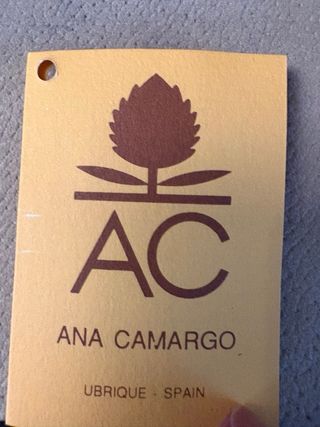 AC
ANA CAMARGO
UBRIQUE - SPAIN